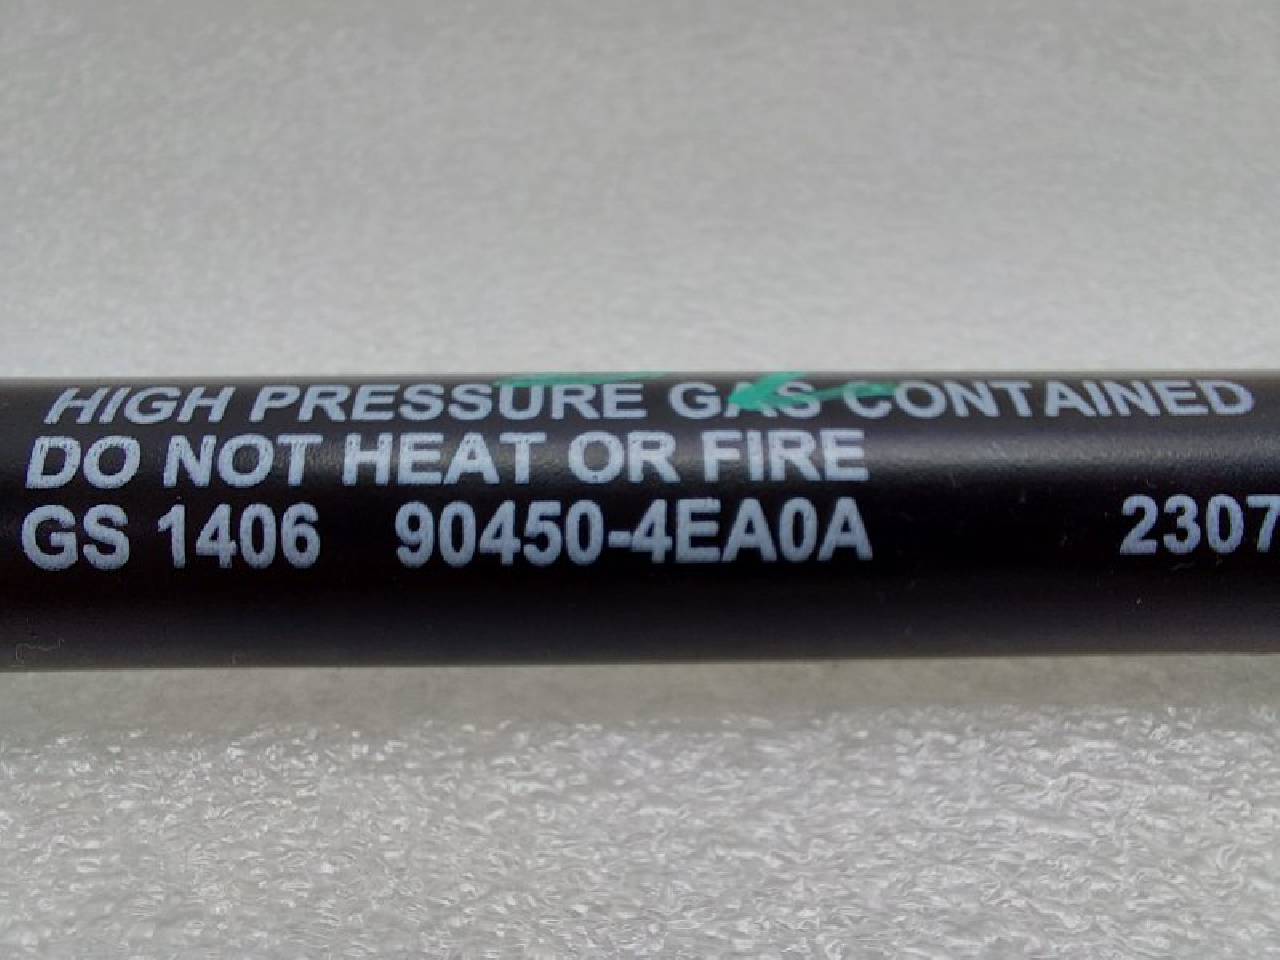 HIGH PRESSURE GAS CONTAINED
DO NOT HEAT OR FIRE
GS 1406 90450-4EA0A 2307